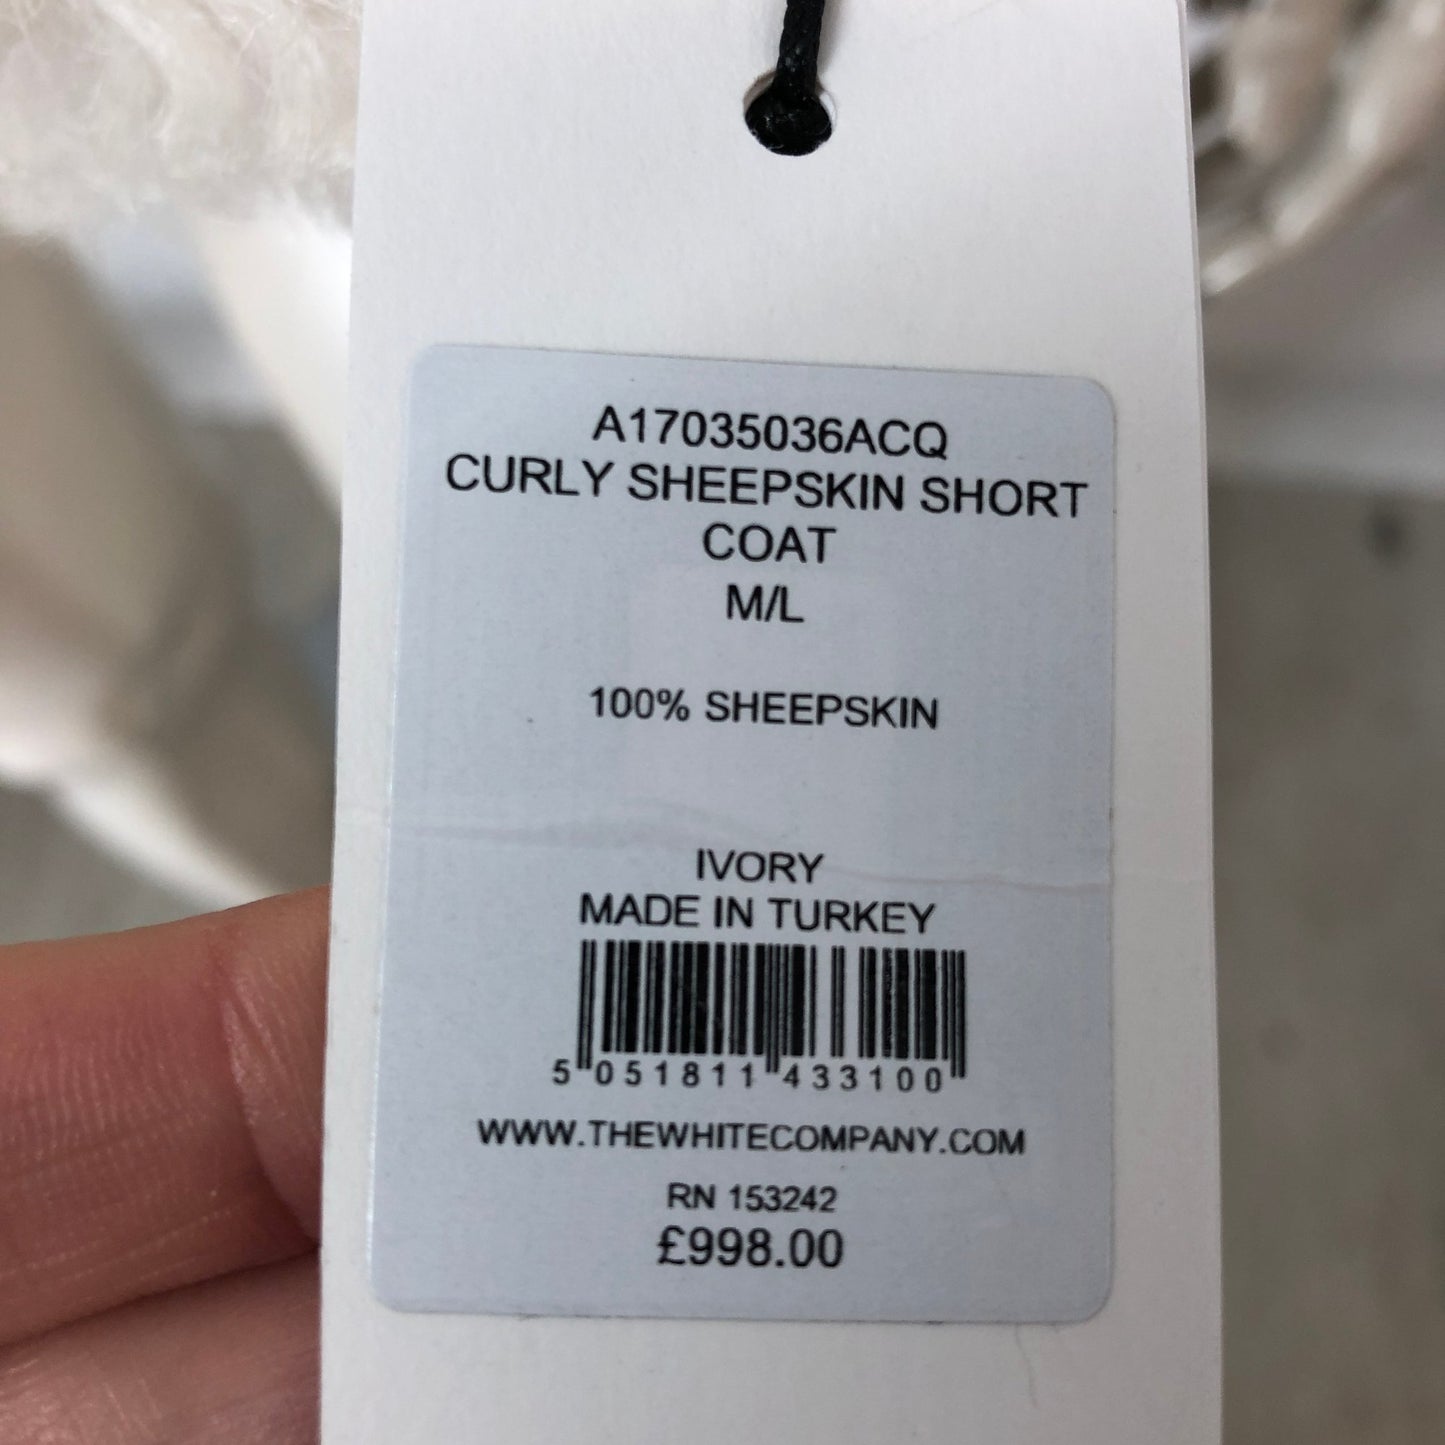 A17035036ACQ
CURLY SHEEPSKIN SHORT
COAT
M/L
100% SHEEPSKIN
IVORY
MADE IN TURKEY
5 051811 433100
WWW.THEWHITECOMPANY.COM
RN 153242
£998.00